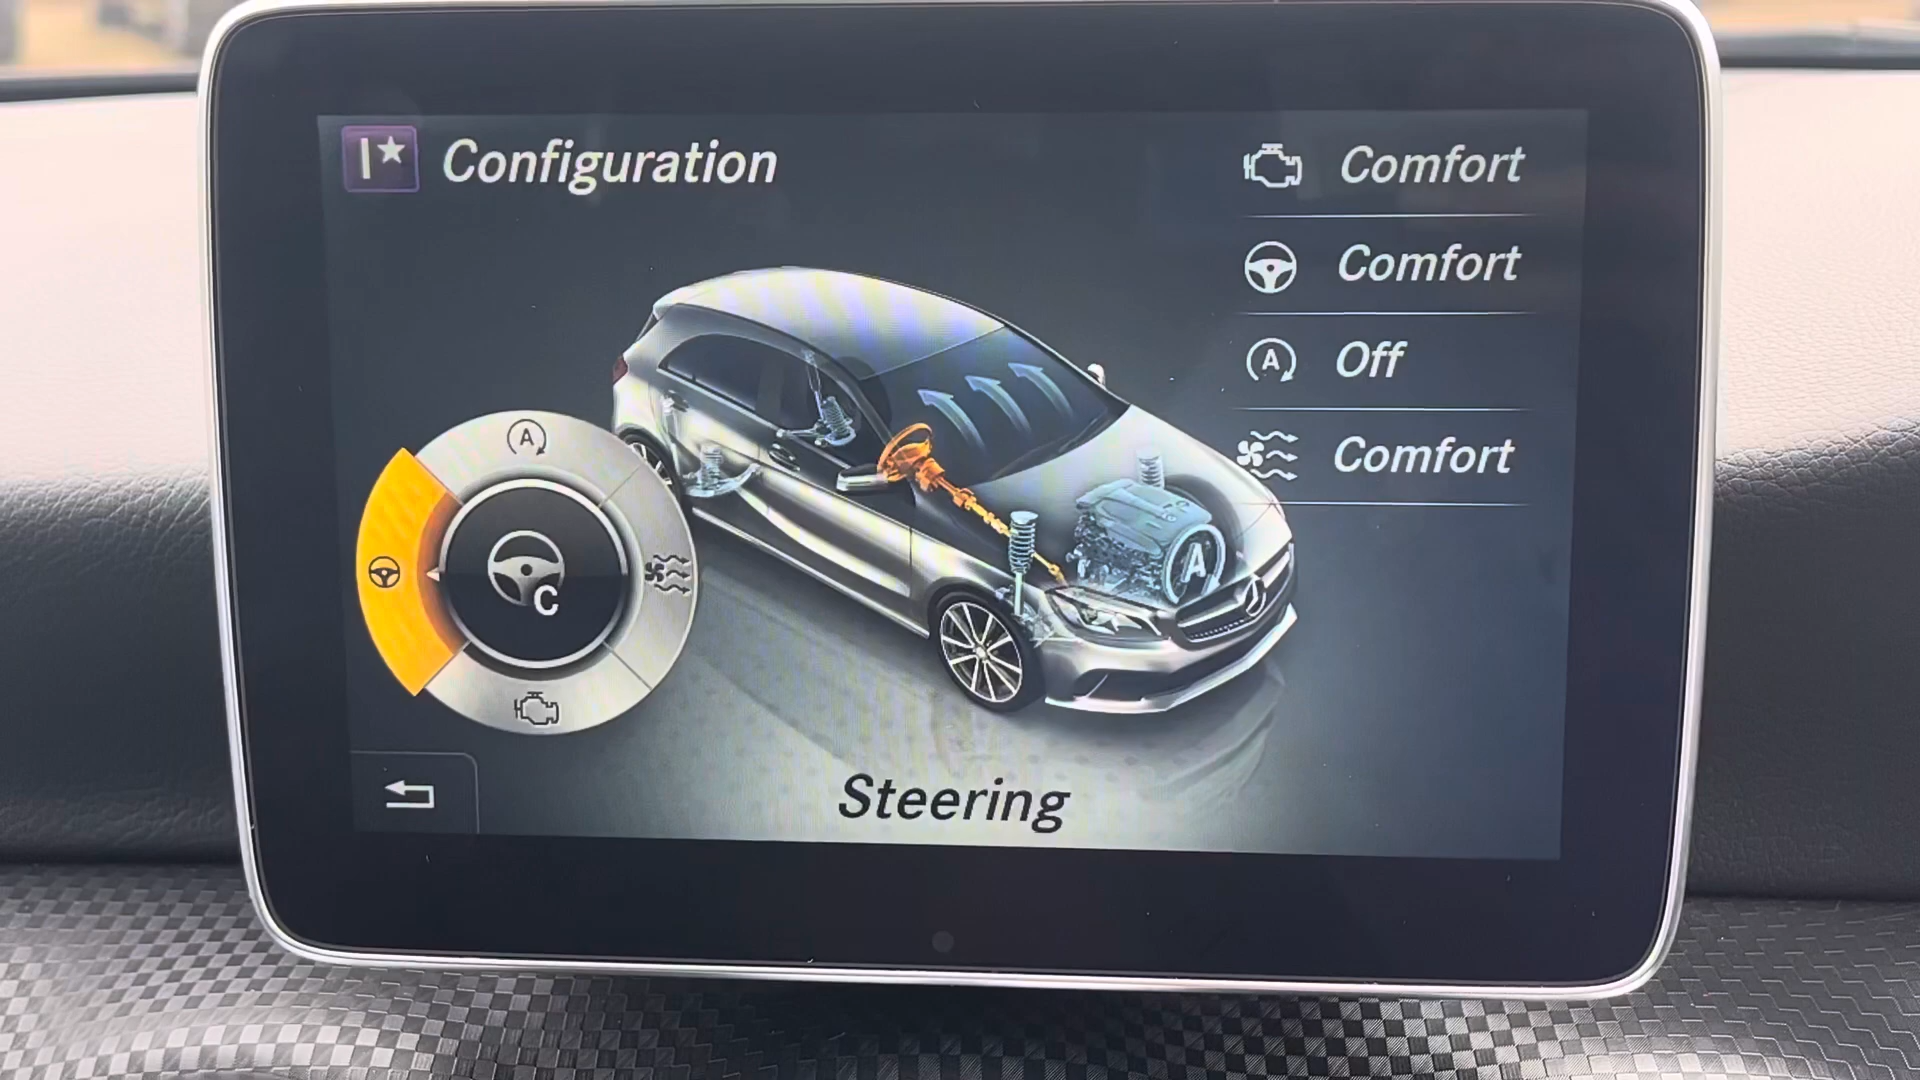 I★ Configuration
Comfort
Comfort
A Off
Comfort
A
C
A
Steering